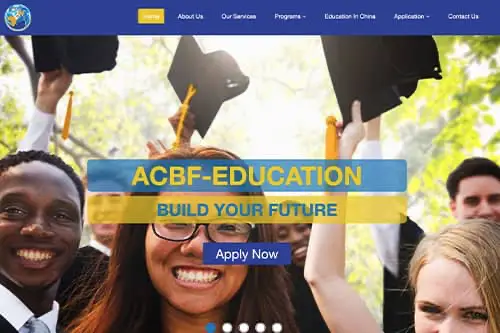 Home About Us Our Services Programs Education In China Application Contact Us
ACBF-EDUCATION
BUILD YOUR FUTURE
Apply Now